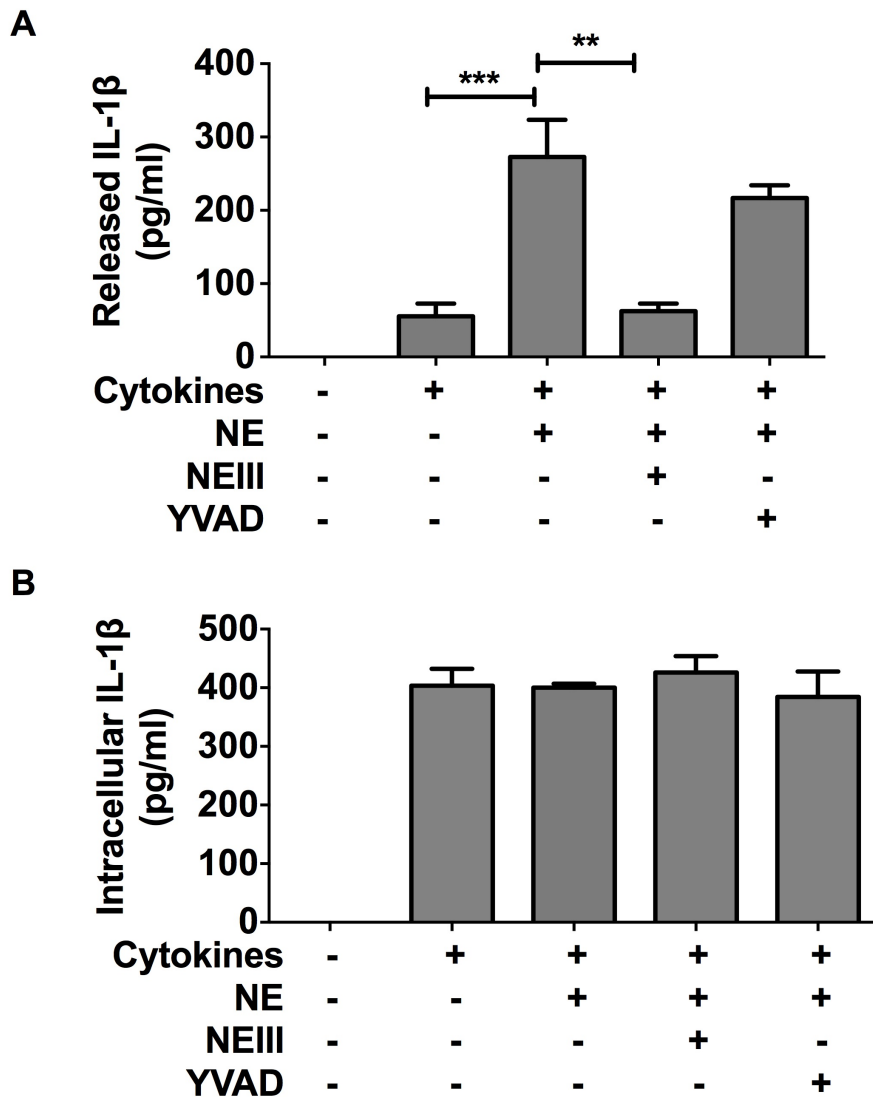 A
**
***
400
300
200
100
0
Released IL-1β
(pg/ml)
Cytokines - + + + +
NE - - + + +
NEIII - - - + -
YVAD - - - - +
B
500
400
300
200
100
0
Intracellular IL-1β
(pg/ml)
Cytokines - + + + +
NE - - + + +
NEIII - - - + -
YVAD - - - - +